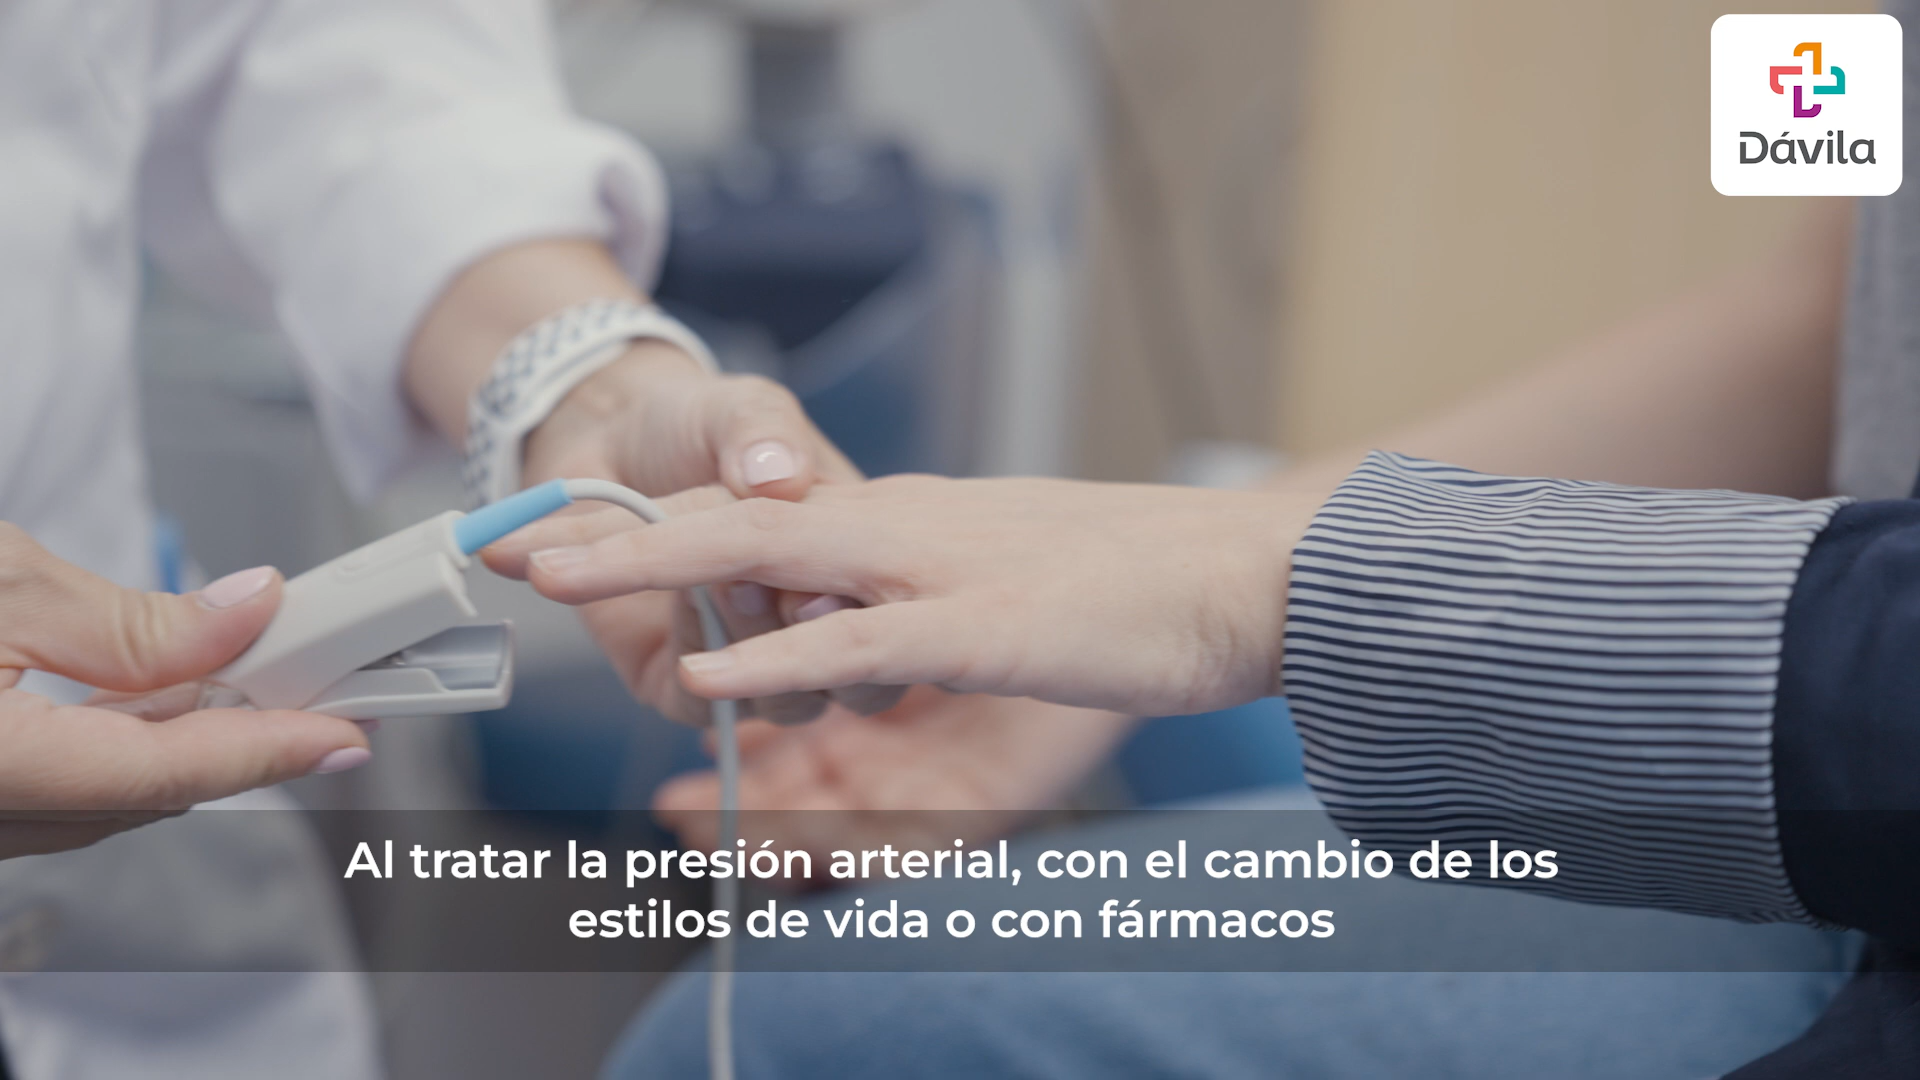 Dávila
Al tratar la presión arterial, con el cambio de los
estilos de vida o con fármacos